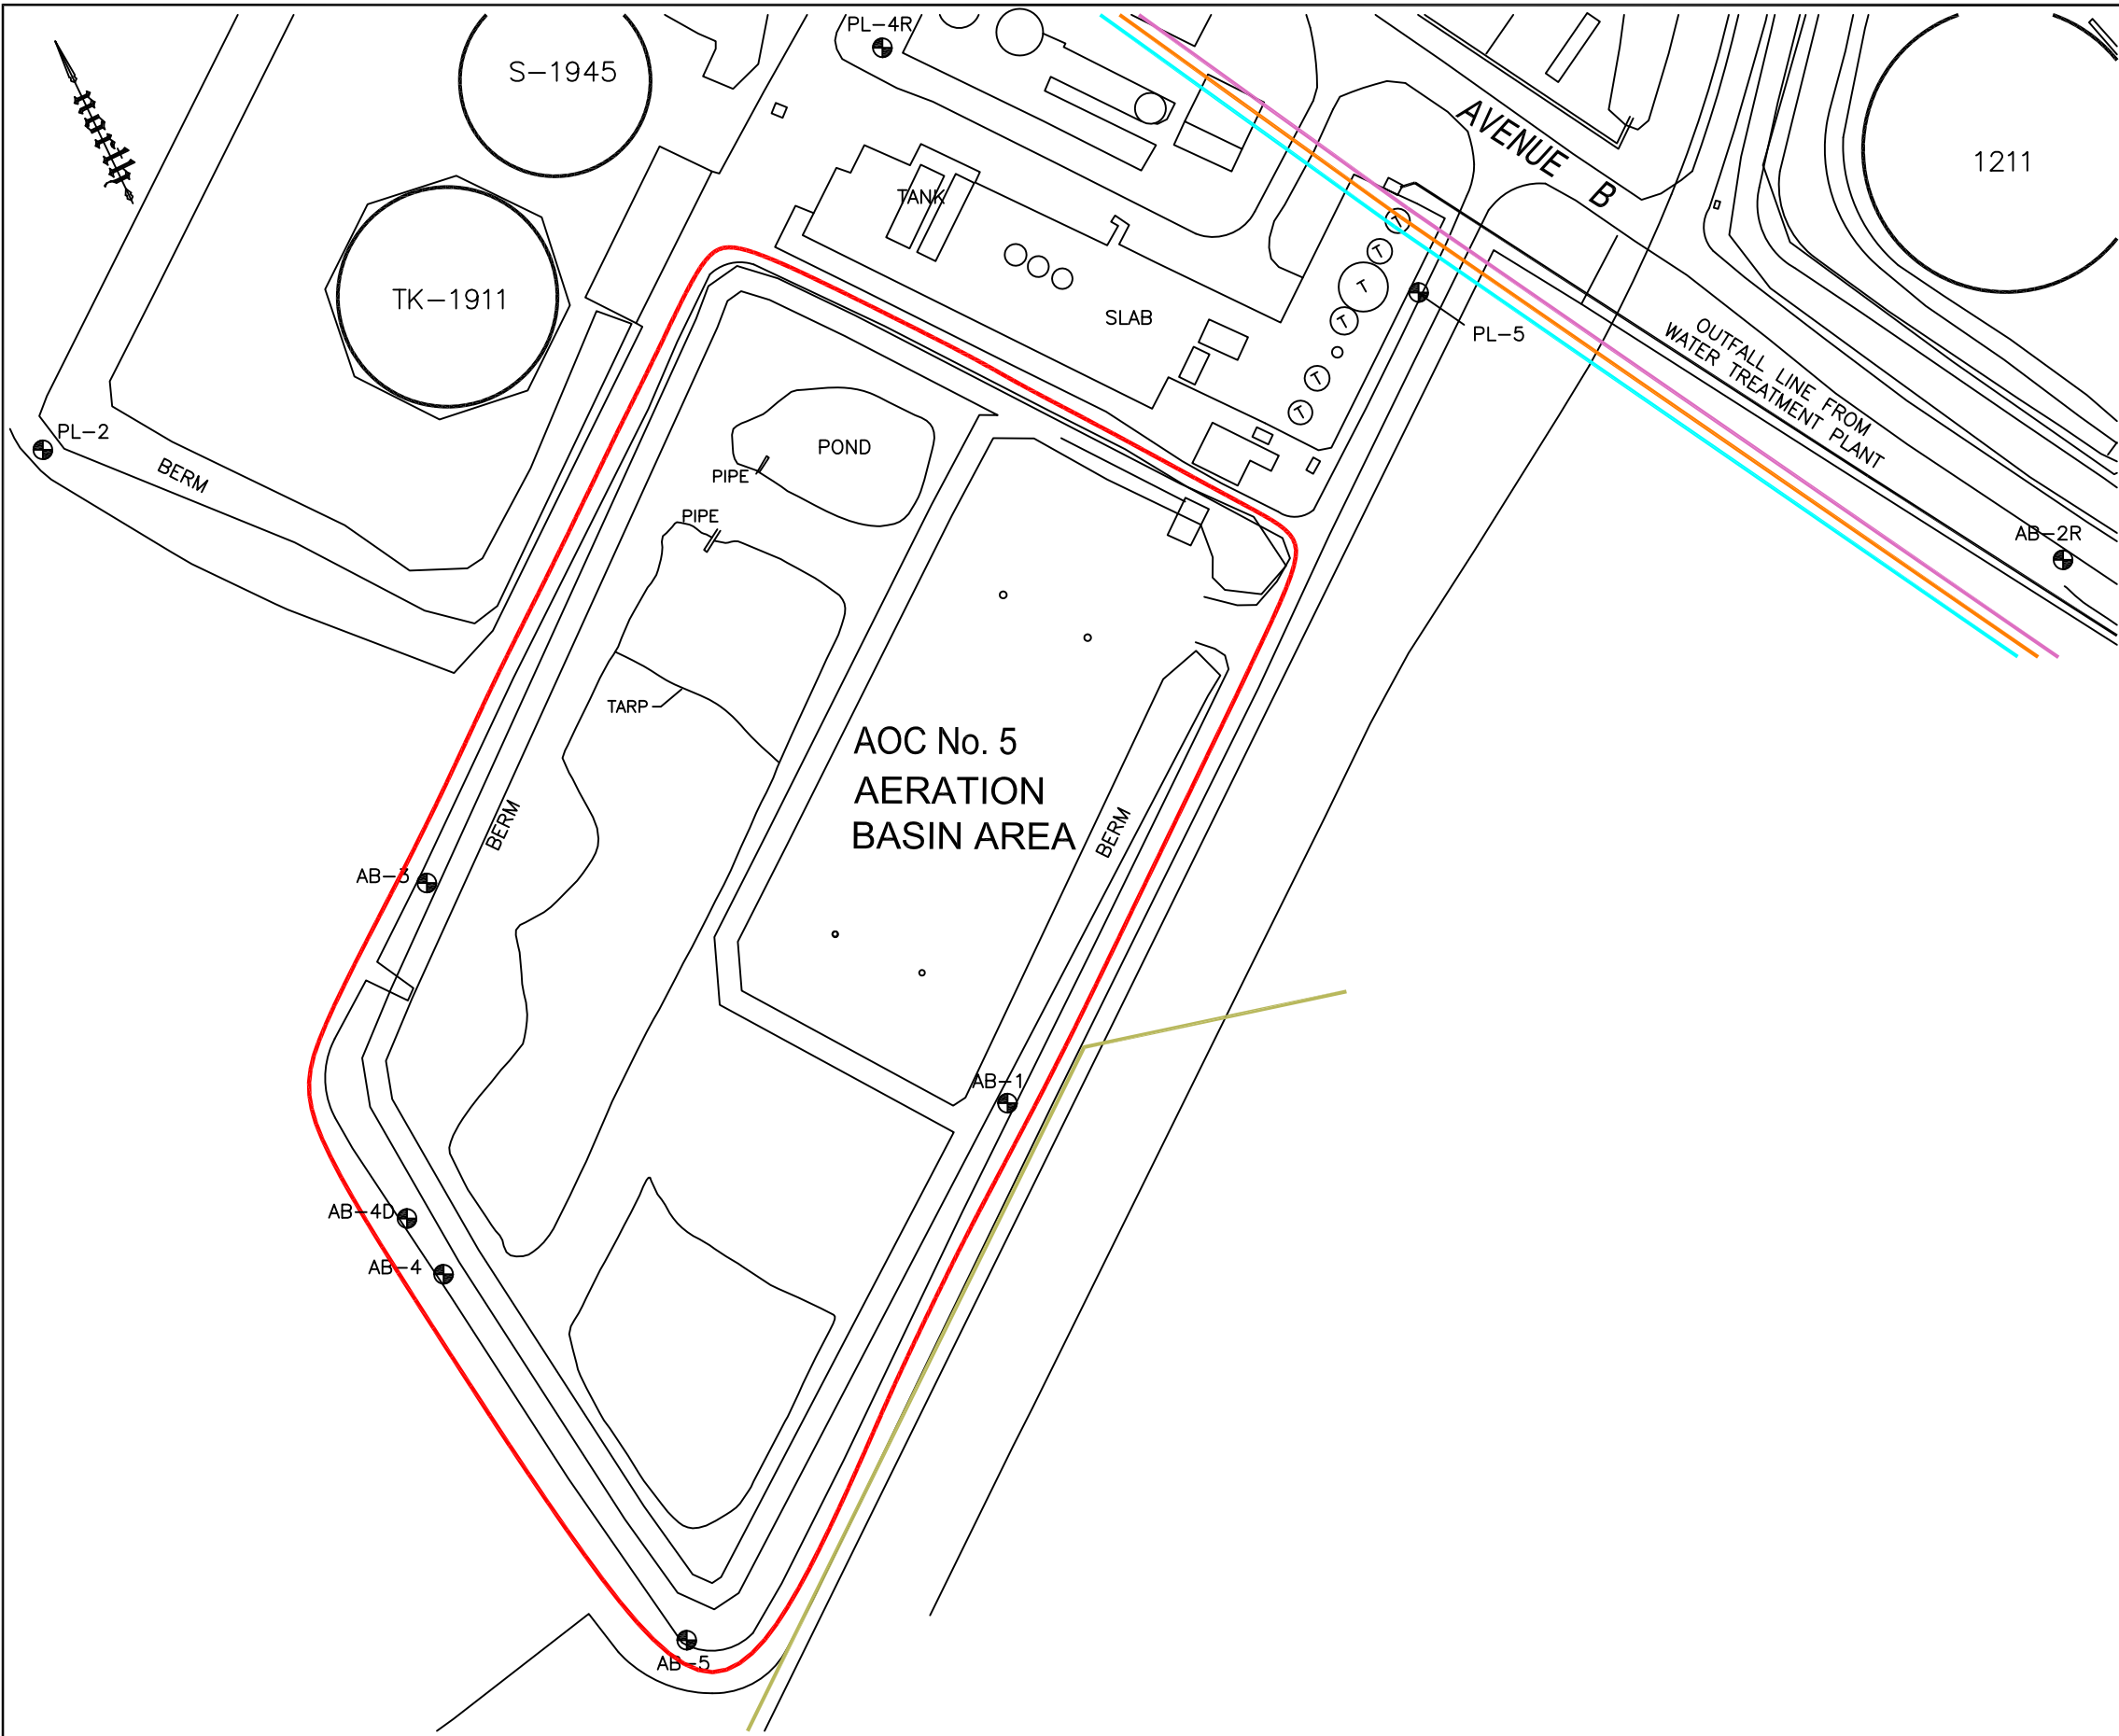 PL-4R
S-1945
AVENUE B
1211
TANK
TK-1911
SLAB
PL-5
OUTFALL LINE FROM
WATER TREATMENT PLANT
PL-2
BERM
POND
PIPE
PIPE
AB-2R
TARP
AOC No. 5
AERATION
BASIN AREA
BERM
BERM
AB-3
AB-1
AB-4D
AB-4
AB-5
T
T
T
T
T
T